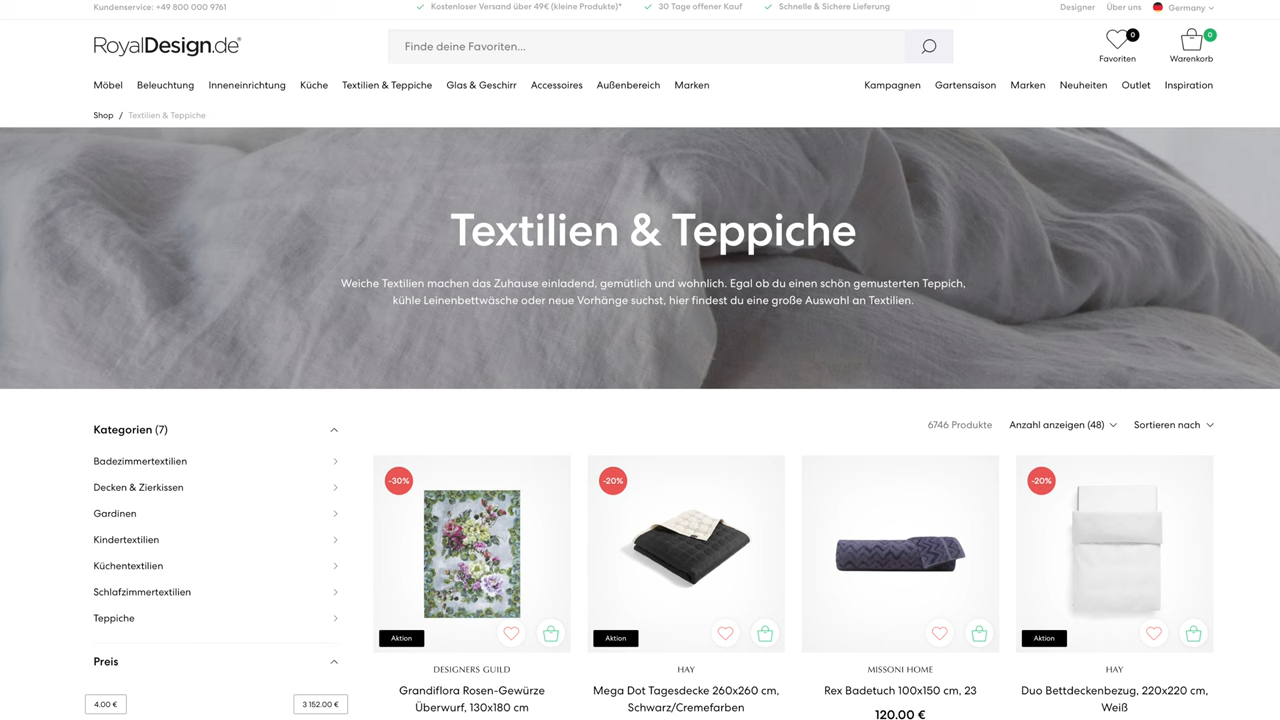 Kundenservice: +49 800 000 9761
Kostenloser Versand über 49€ (kleine Produkte)*
30 Tage offener Kauf
Schnelle & Sichere Lieferung
Designer
Über uns
Germany
RoyalDesign.de®
Finde deine Favoriten...
0
Favoriten
0
Warenkorb
Möbel
Beleuchtung
Inneneinrichtung
Küche
Textilien & Teppiche
Glas & Geschirr
Accessoires
Außenbereich
Marken
Kampagnen
Gartensaison
Marken
Neuheiten
Outlet
Inspiration
Shop / Textilien & Teppiche
Textilien & Teppiche
Weiche Textilien machen das Zuhause einladend, gemütlich und wohnlich. Egal ob du einen schön gemusterten Teppich,
kühle Leinenbettwäsche oder neue Vorhänge suchst, hier findest du eine große Auswahl an Textilien.
Kategorien (7)
Badezimmertextilien
Decken & Zierkissen
Gardinen
Kindertextilien
Küchentextilien
Schlafzimmertextilien
Teppiche
Preis
4.00 €
3 152.00 €
6746 Produkte
Anzahl anzeigen (48)
Sortieren nach
-30%
Aktion
DESIGNERS GUILD
Grandiflora Rosen-Gewürze
Überwurf, 130x180 cm
-20%
Aktion
HAY
Mega Dot Tagesdecke 260x260 cm,
Schwarz/Cremefarben
MISSONI HOME
Rex Badetuch 100x150 cm, 23
120.00 €
-20%
Aktion
HAY
Duo Bettdeckenbezug, 220x220 cm,
Weiß